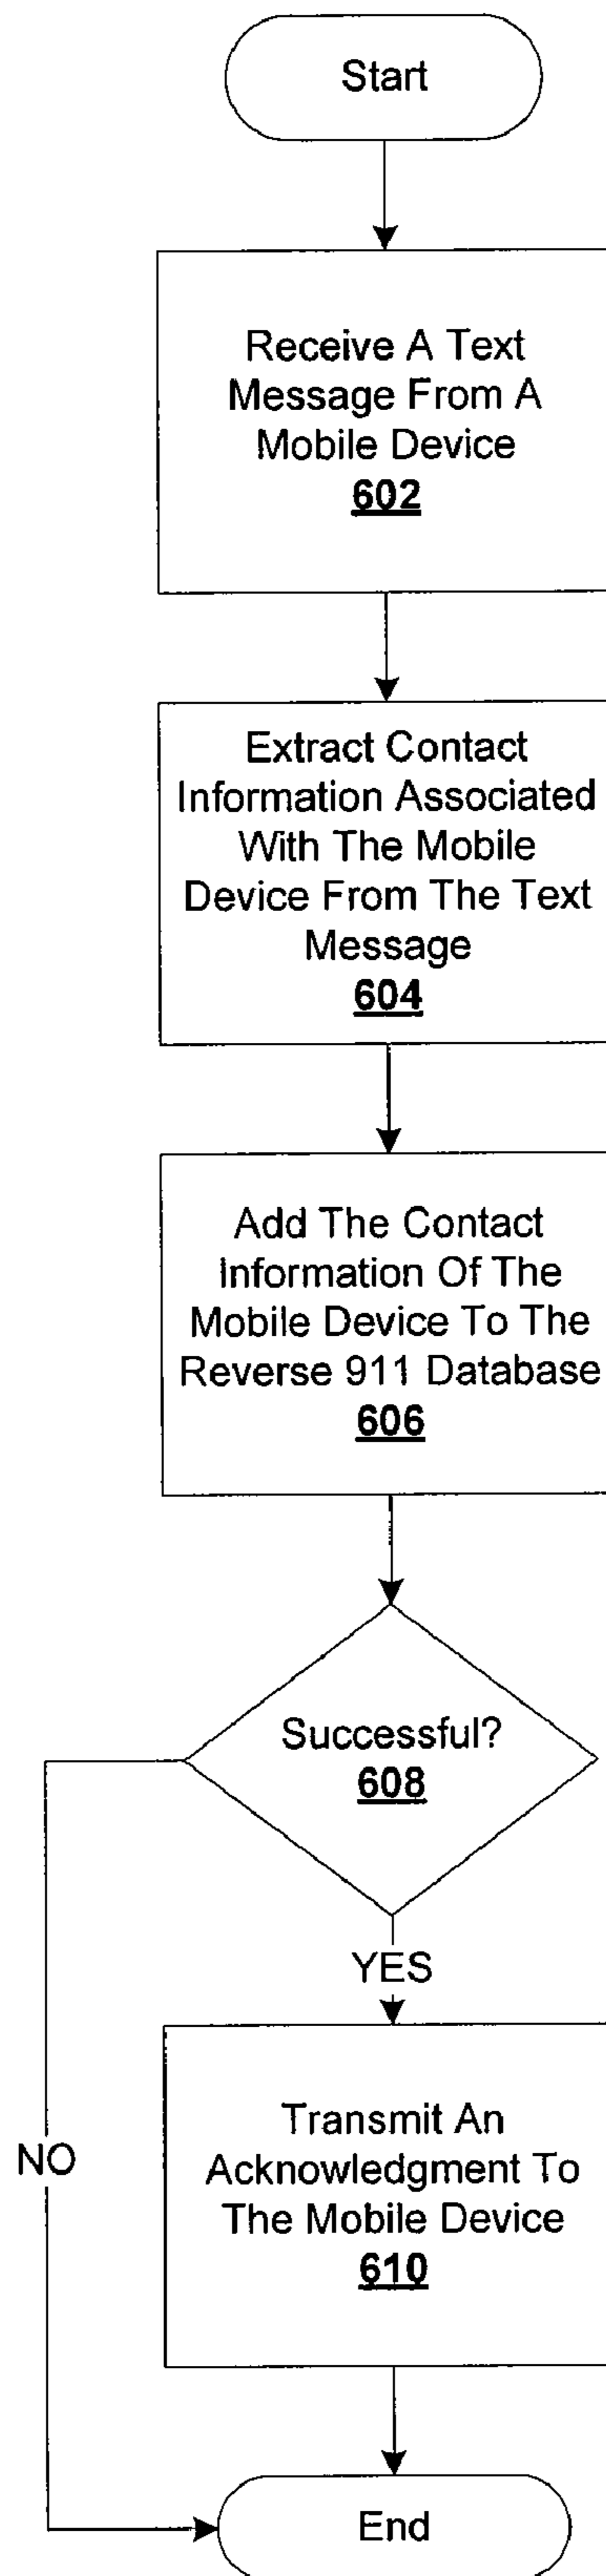 Start
Receive A Text
Message From A
Mobile Device
602
Extract Contact
Information Associated
With The Mobile
Device From The Text
Message
604
Add The Contact
Information Of The
Mobile Device To The
Reverse 911 Database
606
Successful?
608
YES
Transmit An
Acknowledgment To
The Mobile Device
610
NO
End